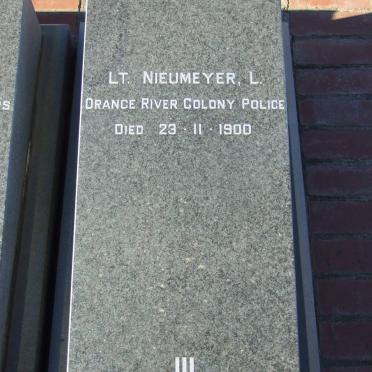 LT. NIEUMEYER, L.
ORANGE RIVER COLONY POLICE
DIED 23 · 11 · 1900